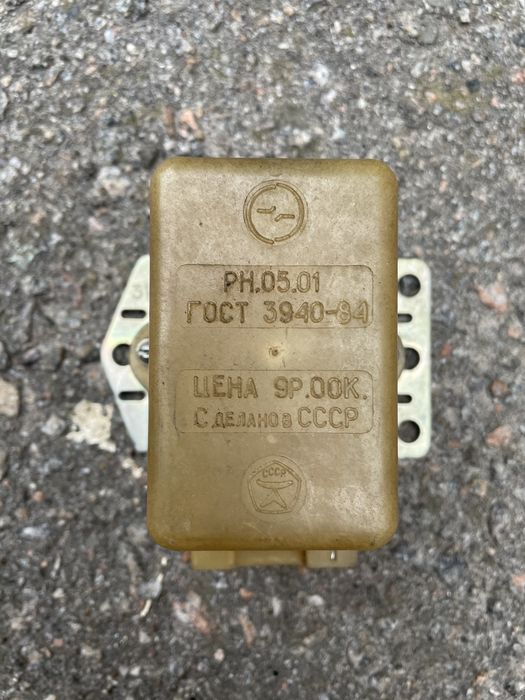 РН.05.01
ГОСТ 3940-84
ЦЕНА 9Р.00К.
СДЕЛАНО В СССР
СССР